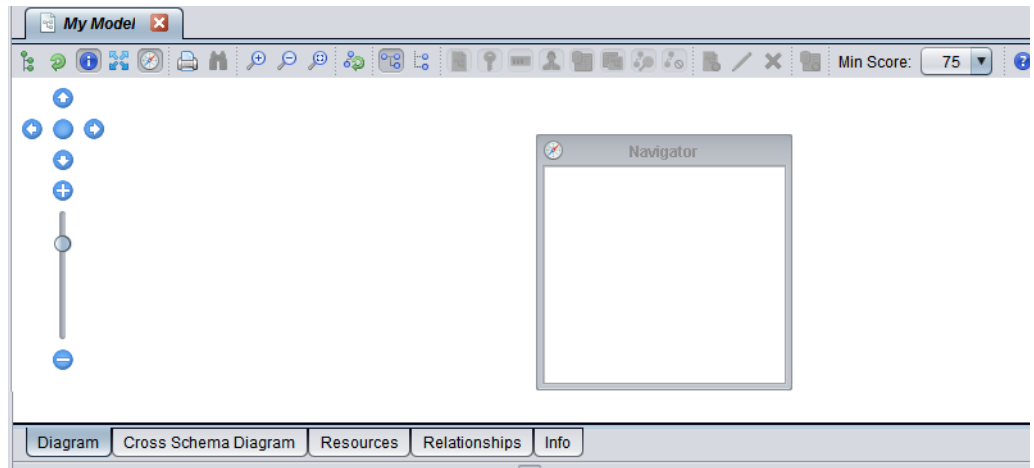 My Model
Min Score: 75
Navigator
Diagram Cross Schema Diagram Resources Relationships Info